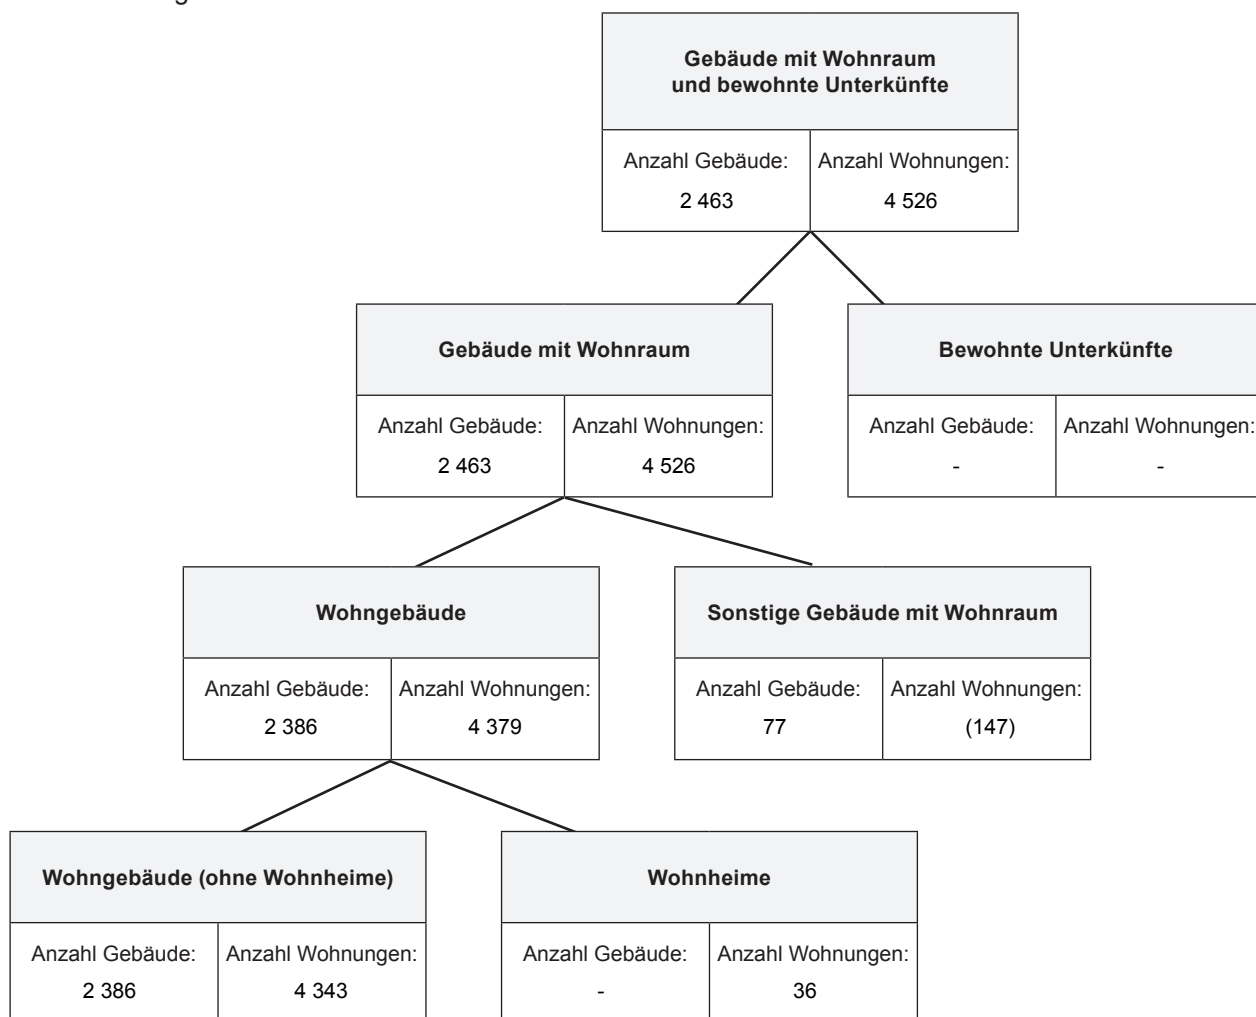 Gebäude mit Wohnraum
und bewohnte Unterkünfte
Anzahl Gebäude: Anzahl Wohnungen:
2 463 4 526
Gebäude mit Wohnraum Bewohnte Unterkünfte
Anzahl Gebäude: Anzahl Wohnungen: Anzahl Gebäude: Anzahl Wohnungen:
2 463 4 526 - -
Wohngebäude Sonstige Gebäude mit Wohnraum
Anzahl Gebäude: Anzahl Wohnungen: Anzahl Gebäude: Anzahl Wohnungen:
2 386 4 379 77 (147)
Wohngebäude (ohne Wohnheime) Wohnheime
Anzahl Gebäude: Anzahl Wohnungen: Anzahl Gebäude: Anzahl Wohnungen:
2 386 4 343 - 36